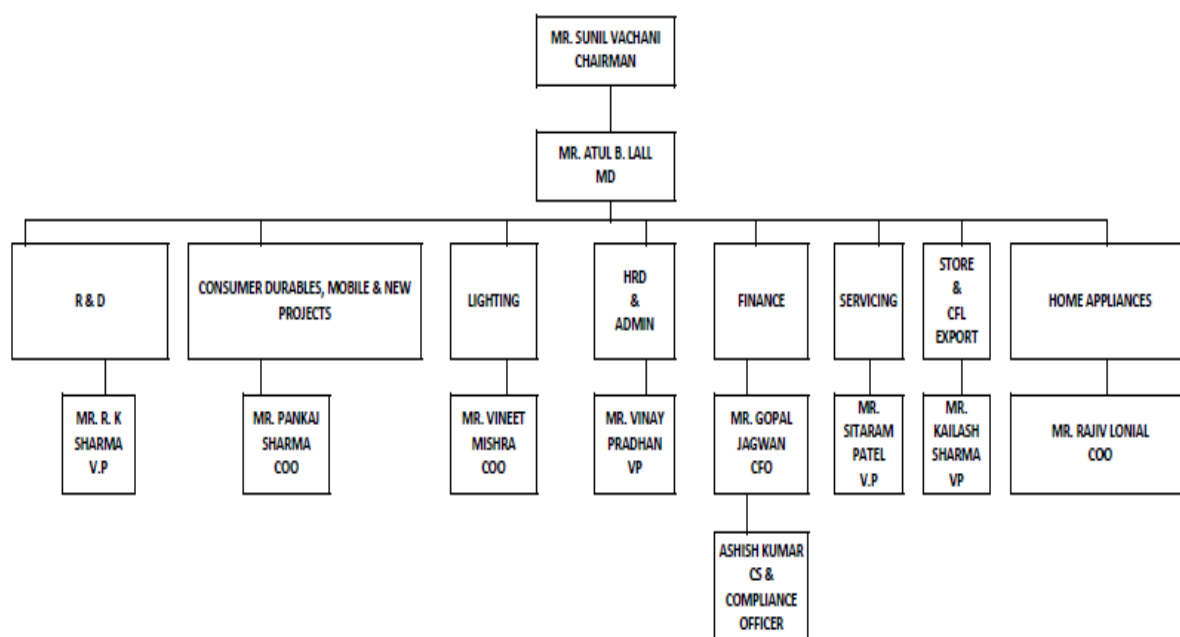 MR. SUNIL VACHANI
CHAIRMAN
MR. ATUL B. LALL
MD
R & D
CONSUMER DURABLES, MOBILE & NEW
PROJECTS
LIGHTING
HRD
&
ADMIN
FINANCE
SERVICING
STORE
&
CFL
EXPORT
HOME APPLIANCES
MR. R. K
SHARMA
V.P
MR. PANKAJ
SHARMA
COO
MR. VINEET
MISHRA
COO
MR. VINAY
PRADHAN
VP
MR. GOPAL
JAGWAN
CFO
MR.
SITARAM
PATEL
V.P
MR.
KAILASH
SHARMA
VP
MR. RAJIV LONIAL
COO
ASHISH KUMAR
CS &
COMPLIANCE
OFFICER